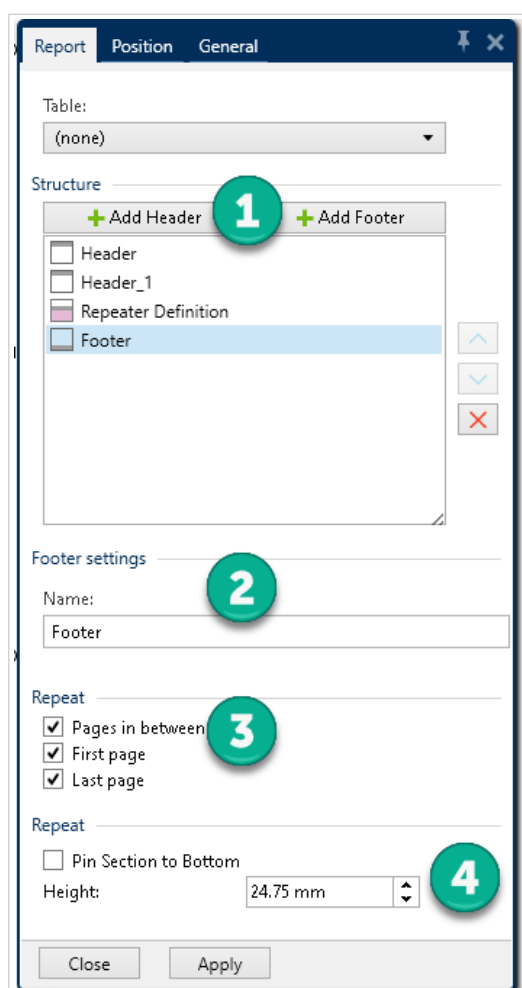 Report Position General
Table:
(none)
Structure
Add Header 1 Add Footer
Header
Header_1
Repeater Definition
Footer
Footer settings
2
Name:
Footer
Repeat
Pages in between
3
First page
Last page
Repeat
Pin Section to Bottom
Height: 24.75 mm 4
Close Apply